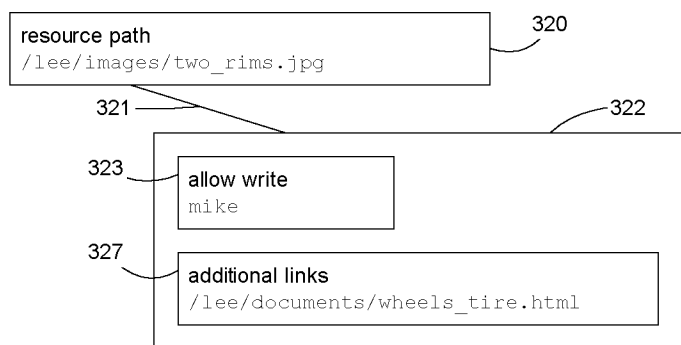 resource path
/lee/images/two_rims.jpg
320
321
322
323
allow write
mike
327
additional links
/lee/documents/wheels_tire.html